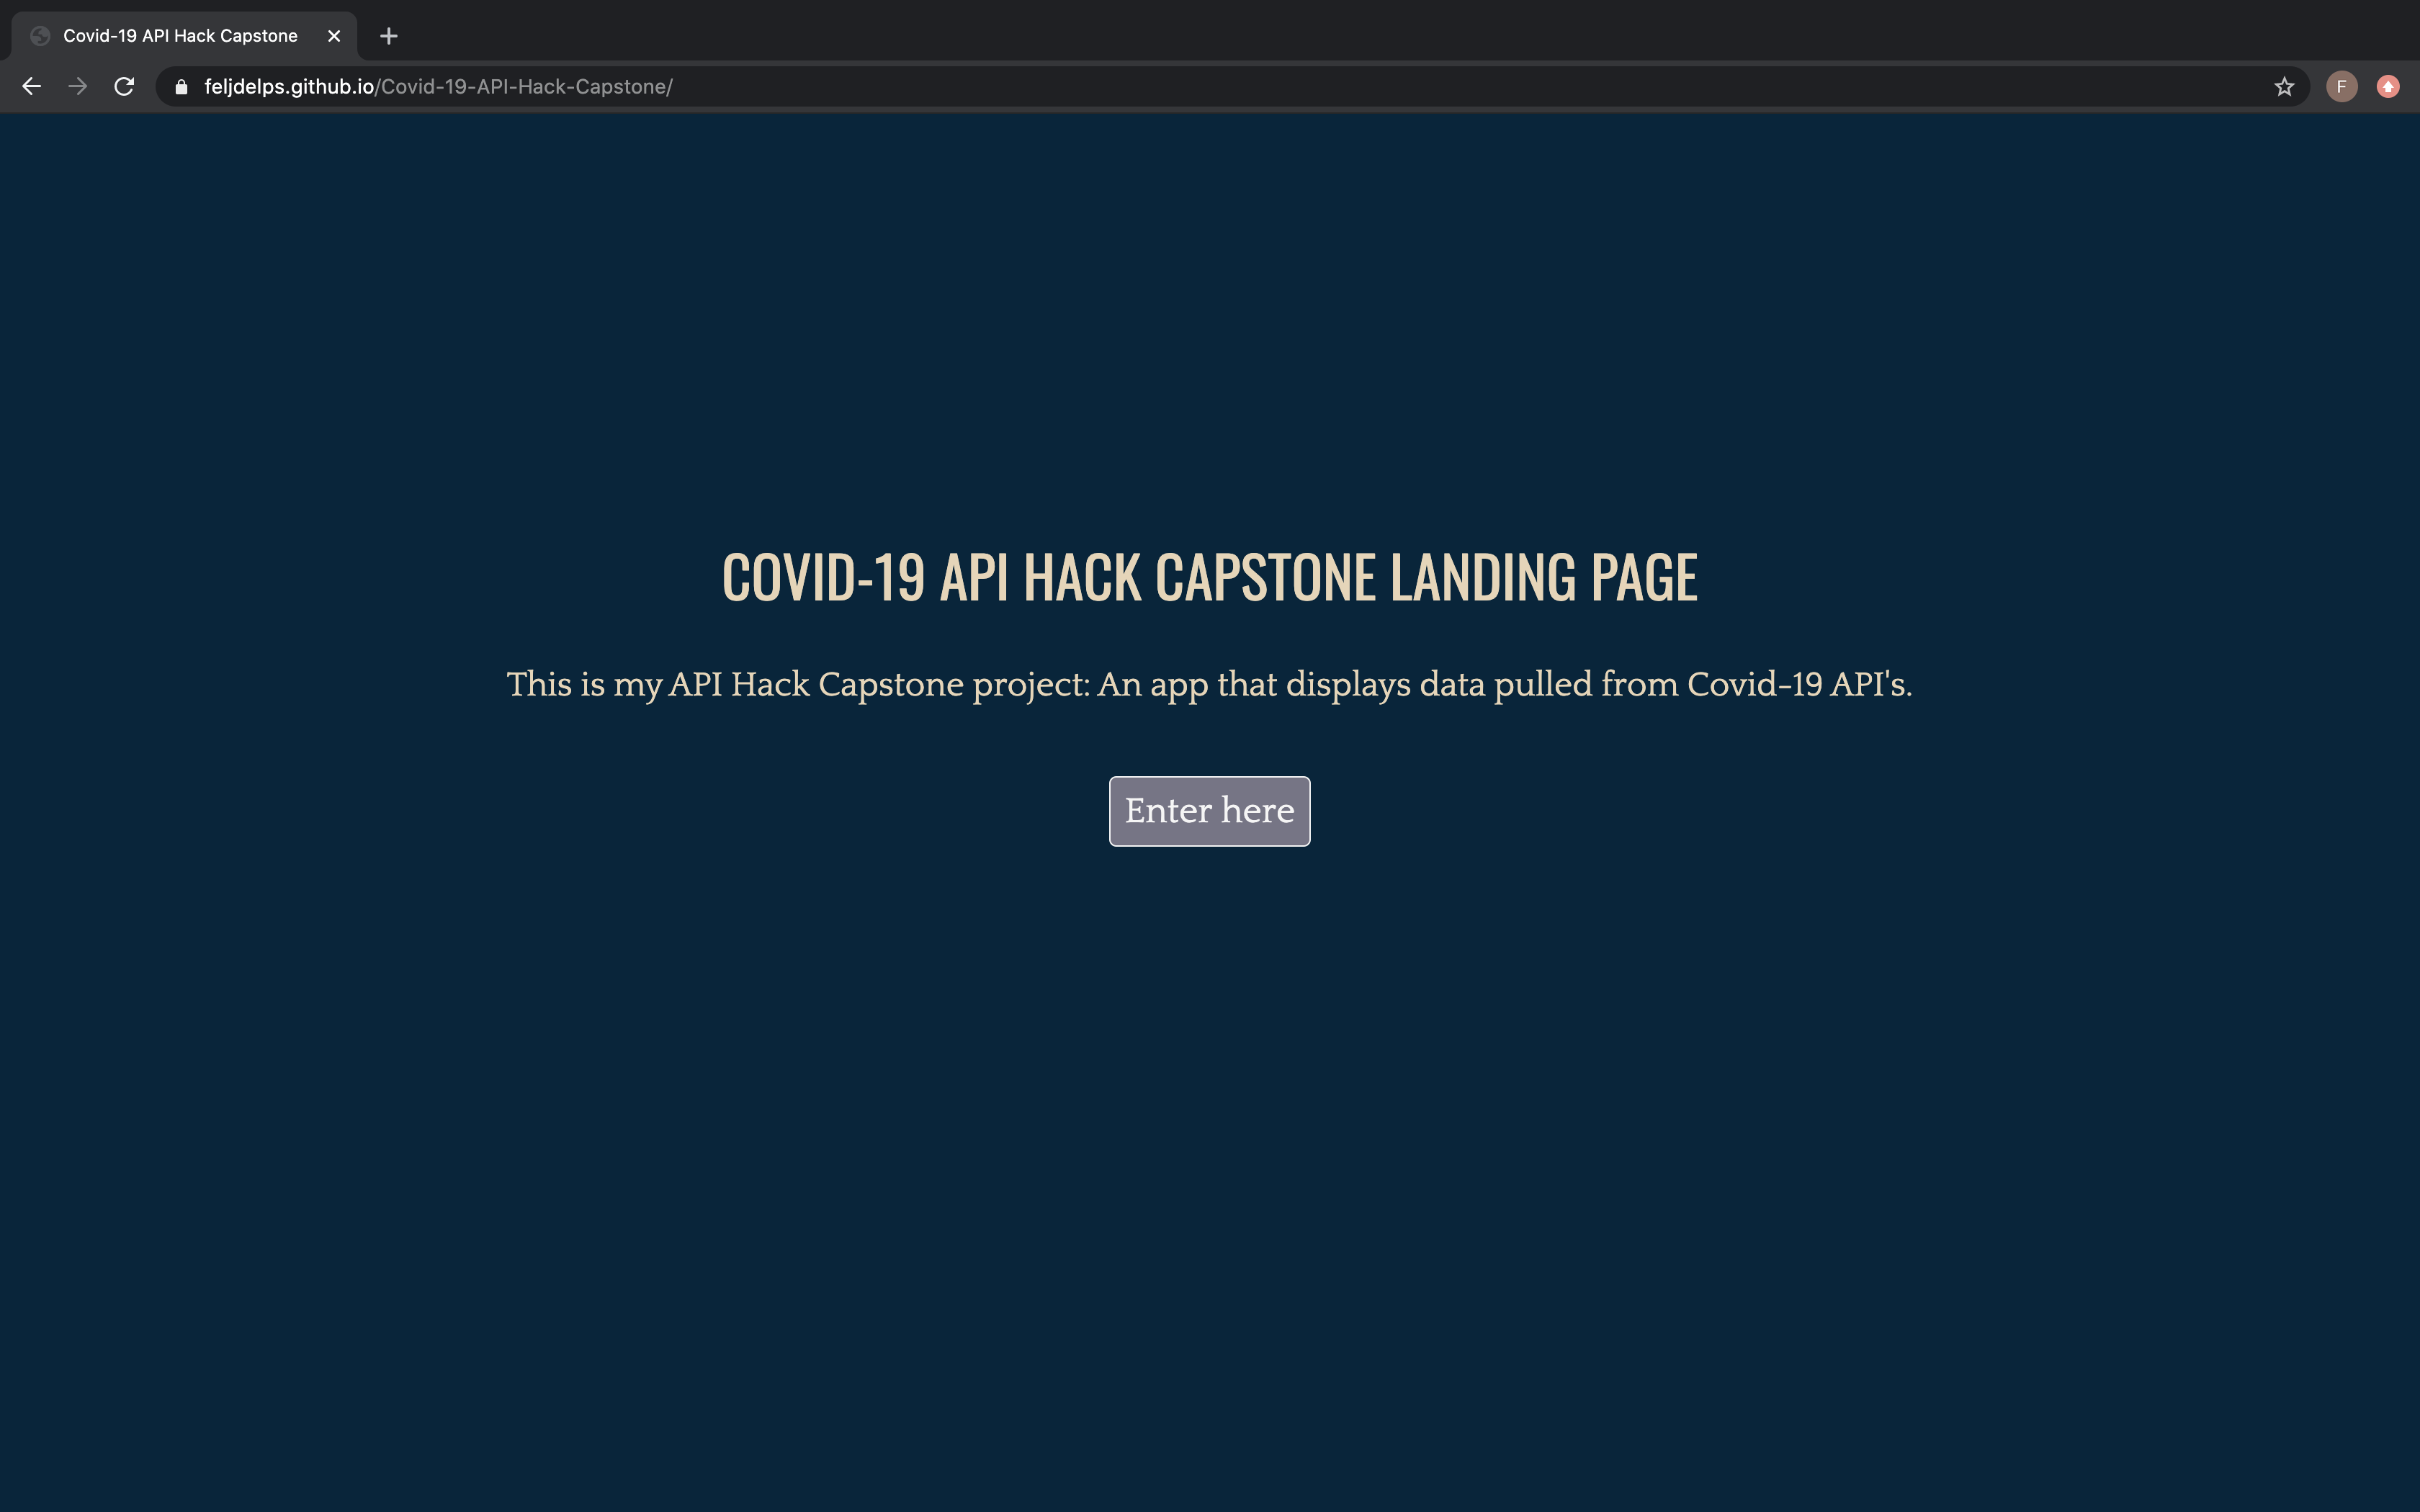 Covid-19 API Hack Capstone
feljdelps.github.io/Covid-19-API-Hack-Capstone/
F
COVID-19 API HACK CAPSTONE LANDING PAGE
This is my API Hack Capstone project: An app that displays data pulled from Covid-19 API's.
Enter here